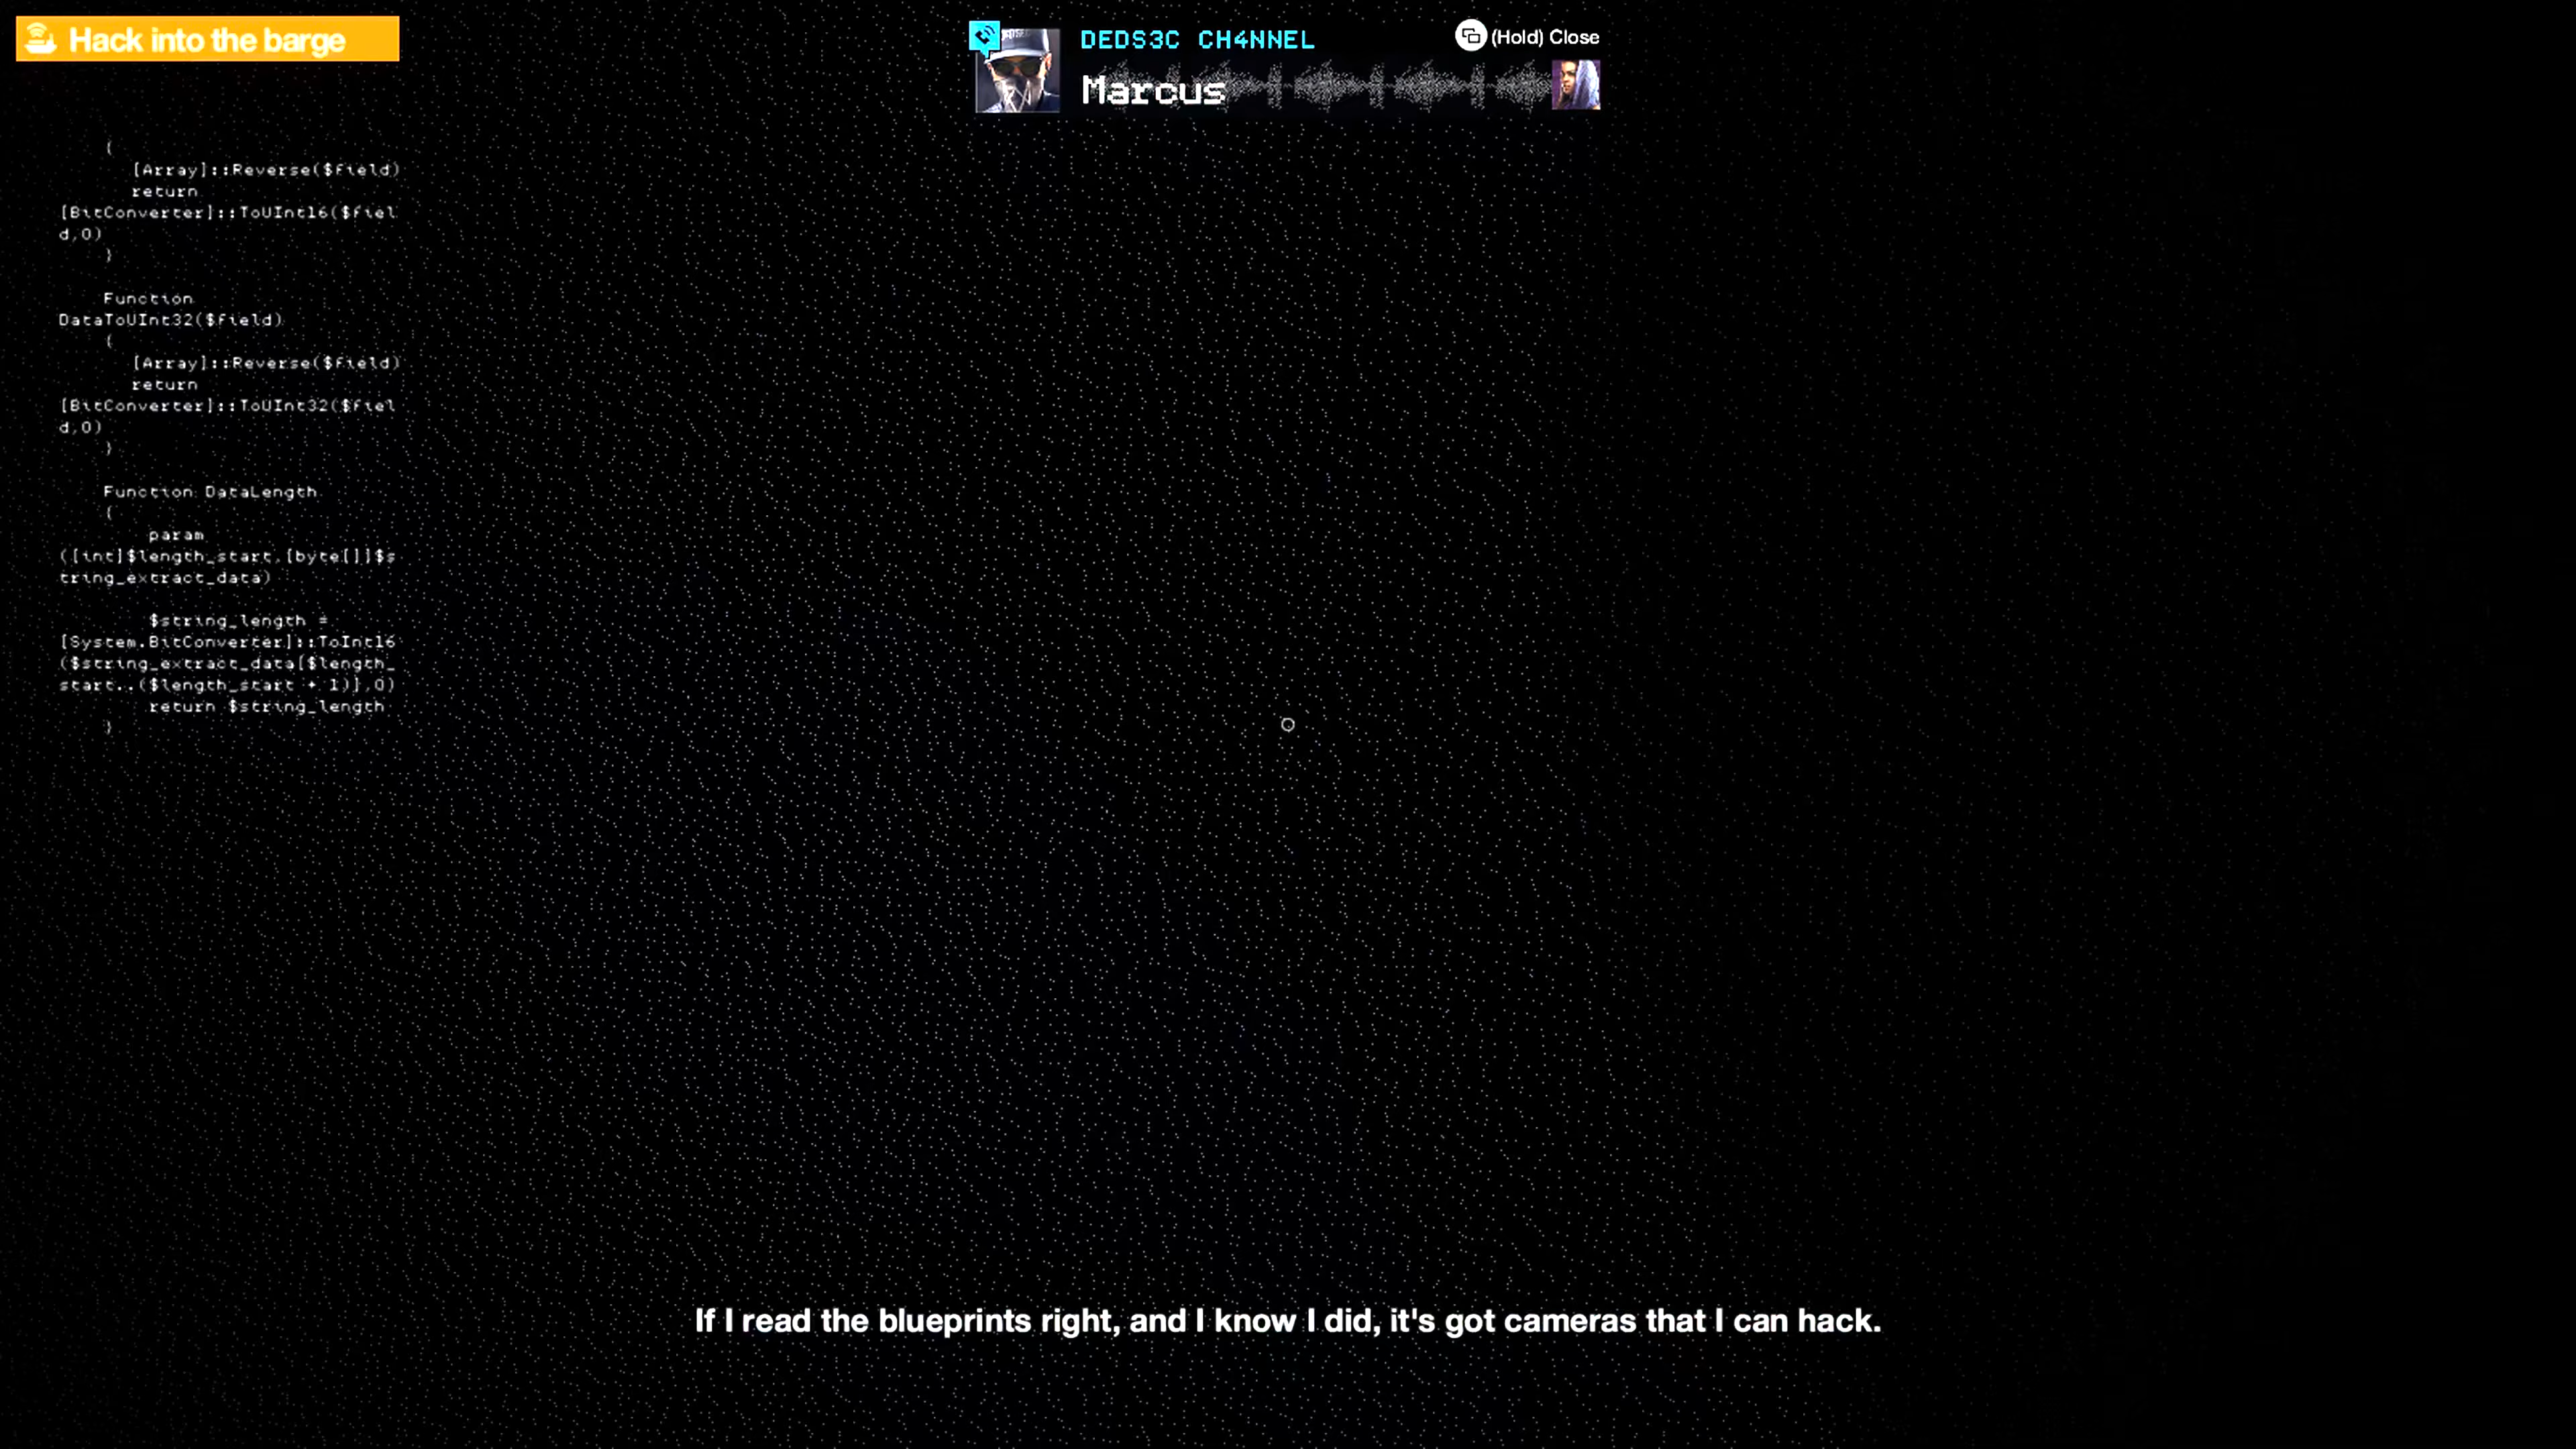 Hack into the barge
DEDS3C CH4NNEL
(Hold) Close
Marcus
{
[Array]::Reverse($field)
return
[BitConverter]::ToUInt16($fiel
d,0)
}
Function
DataToUInt32($field)
{
[Array]::Reverse($field)
return
[BitConverter]::ToUInt32($fiel
d,0)
}
Function DataLength
{
param
([int]$length_start,[byte[]]$s
tring_extract_data)
$string_length =
[System.BitConverter]::ToInt16
($string_extract_data[$length_
start..($length_start + 1)],0)
return $string_length
}
If I read the blueprints right, and I know I did, it's got cameras that I can hack.